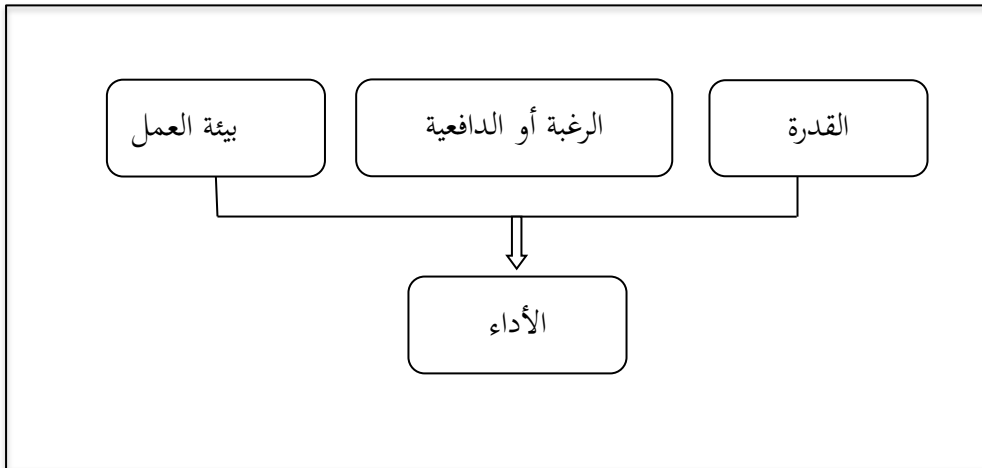 القدرة
الرغبة أو الدافعية
بيئة العمل
الأداء